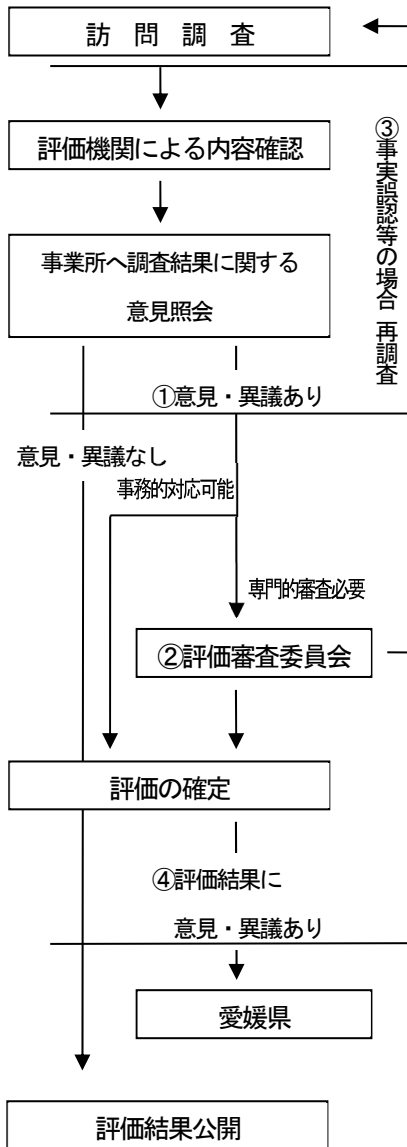 訪　問　調　査
評価機関による内容確認
事業所へ調査結果に関する
意見照会
③事実誤認等の場合 再調査
①意見・異議あり
意見・異議なし
事務的対応可能
専門的審査必要
②評価審査委員会
評価の確定
④評価結果に
意見・異議あり
愛媛県
評価結果公開